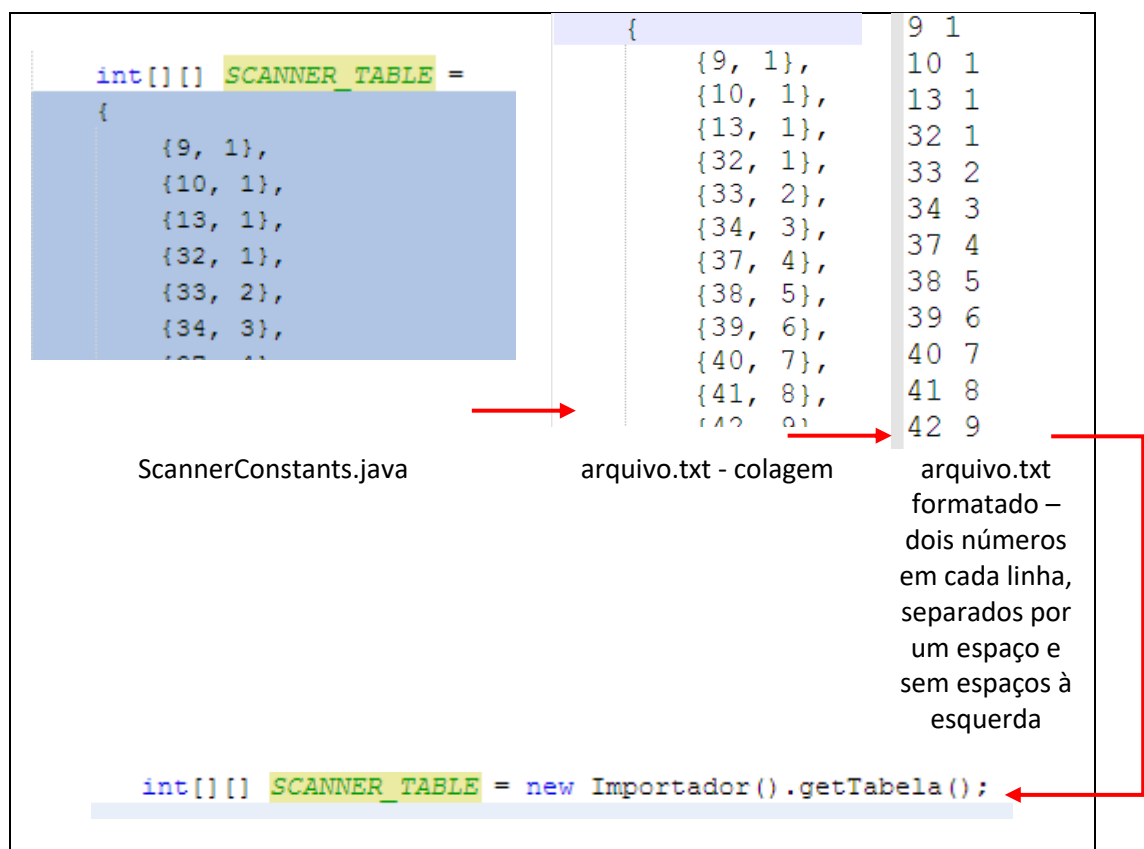 int[][] SCANNER_TABLE =
{
{9, 1},
{10, 1},
{13, 1},
{32, 1},
{33, 2},
{34, 3},
ScannerConstants.java
{
{9, 1},
{10, 1},
{13, 1},
{32, 1},
{33, 2},
{34, 3},
{37, 4},
{38, 5},
{39, 6},
{40, 7},
{41, 8},
{42, 9}
arquivo.txt - colagem
9 1
10 1
13 1
32 1
33 2
34 3
37 4
38 5
39 6
40 7
41 8
42 9
arquivo.txt
formatado –
dois números
em cada linha,
separados por
um espaço e
sem espaços à
esquerda
int[][] SCANNER_TABLE = new Importador().getTabela();